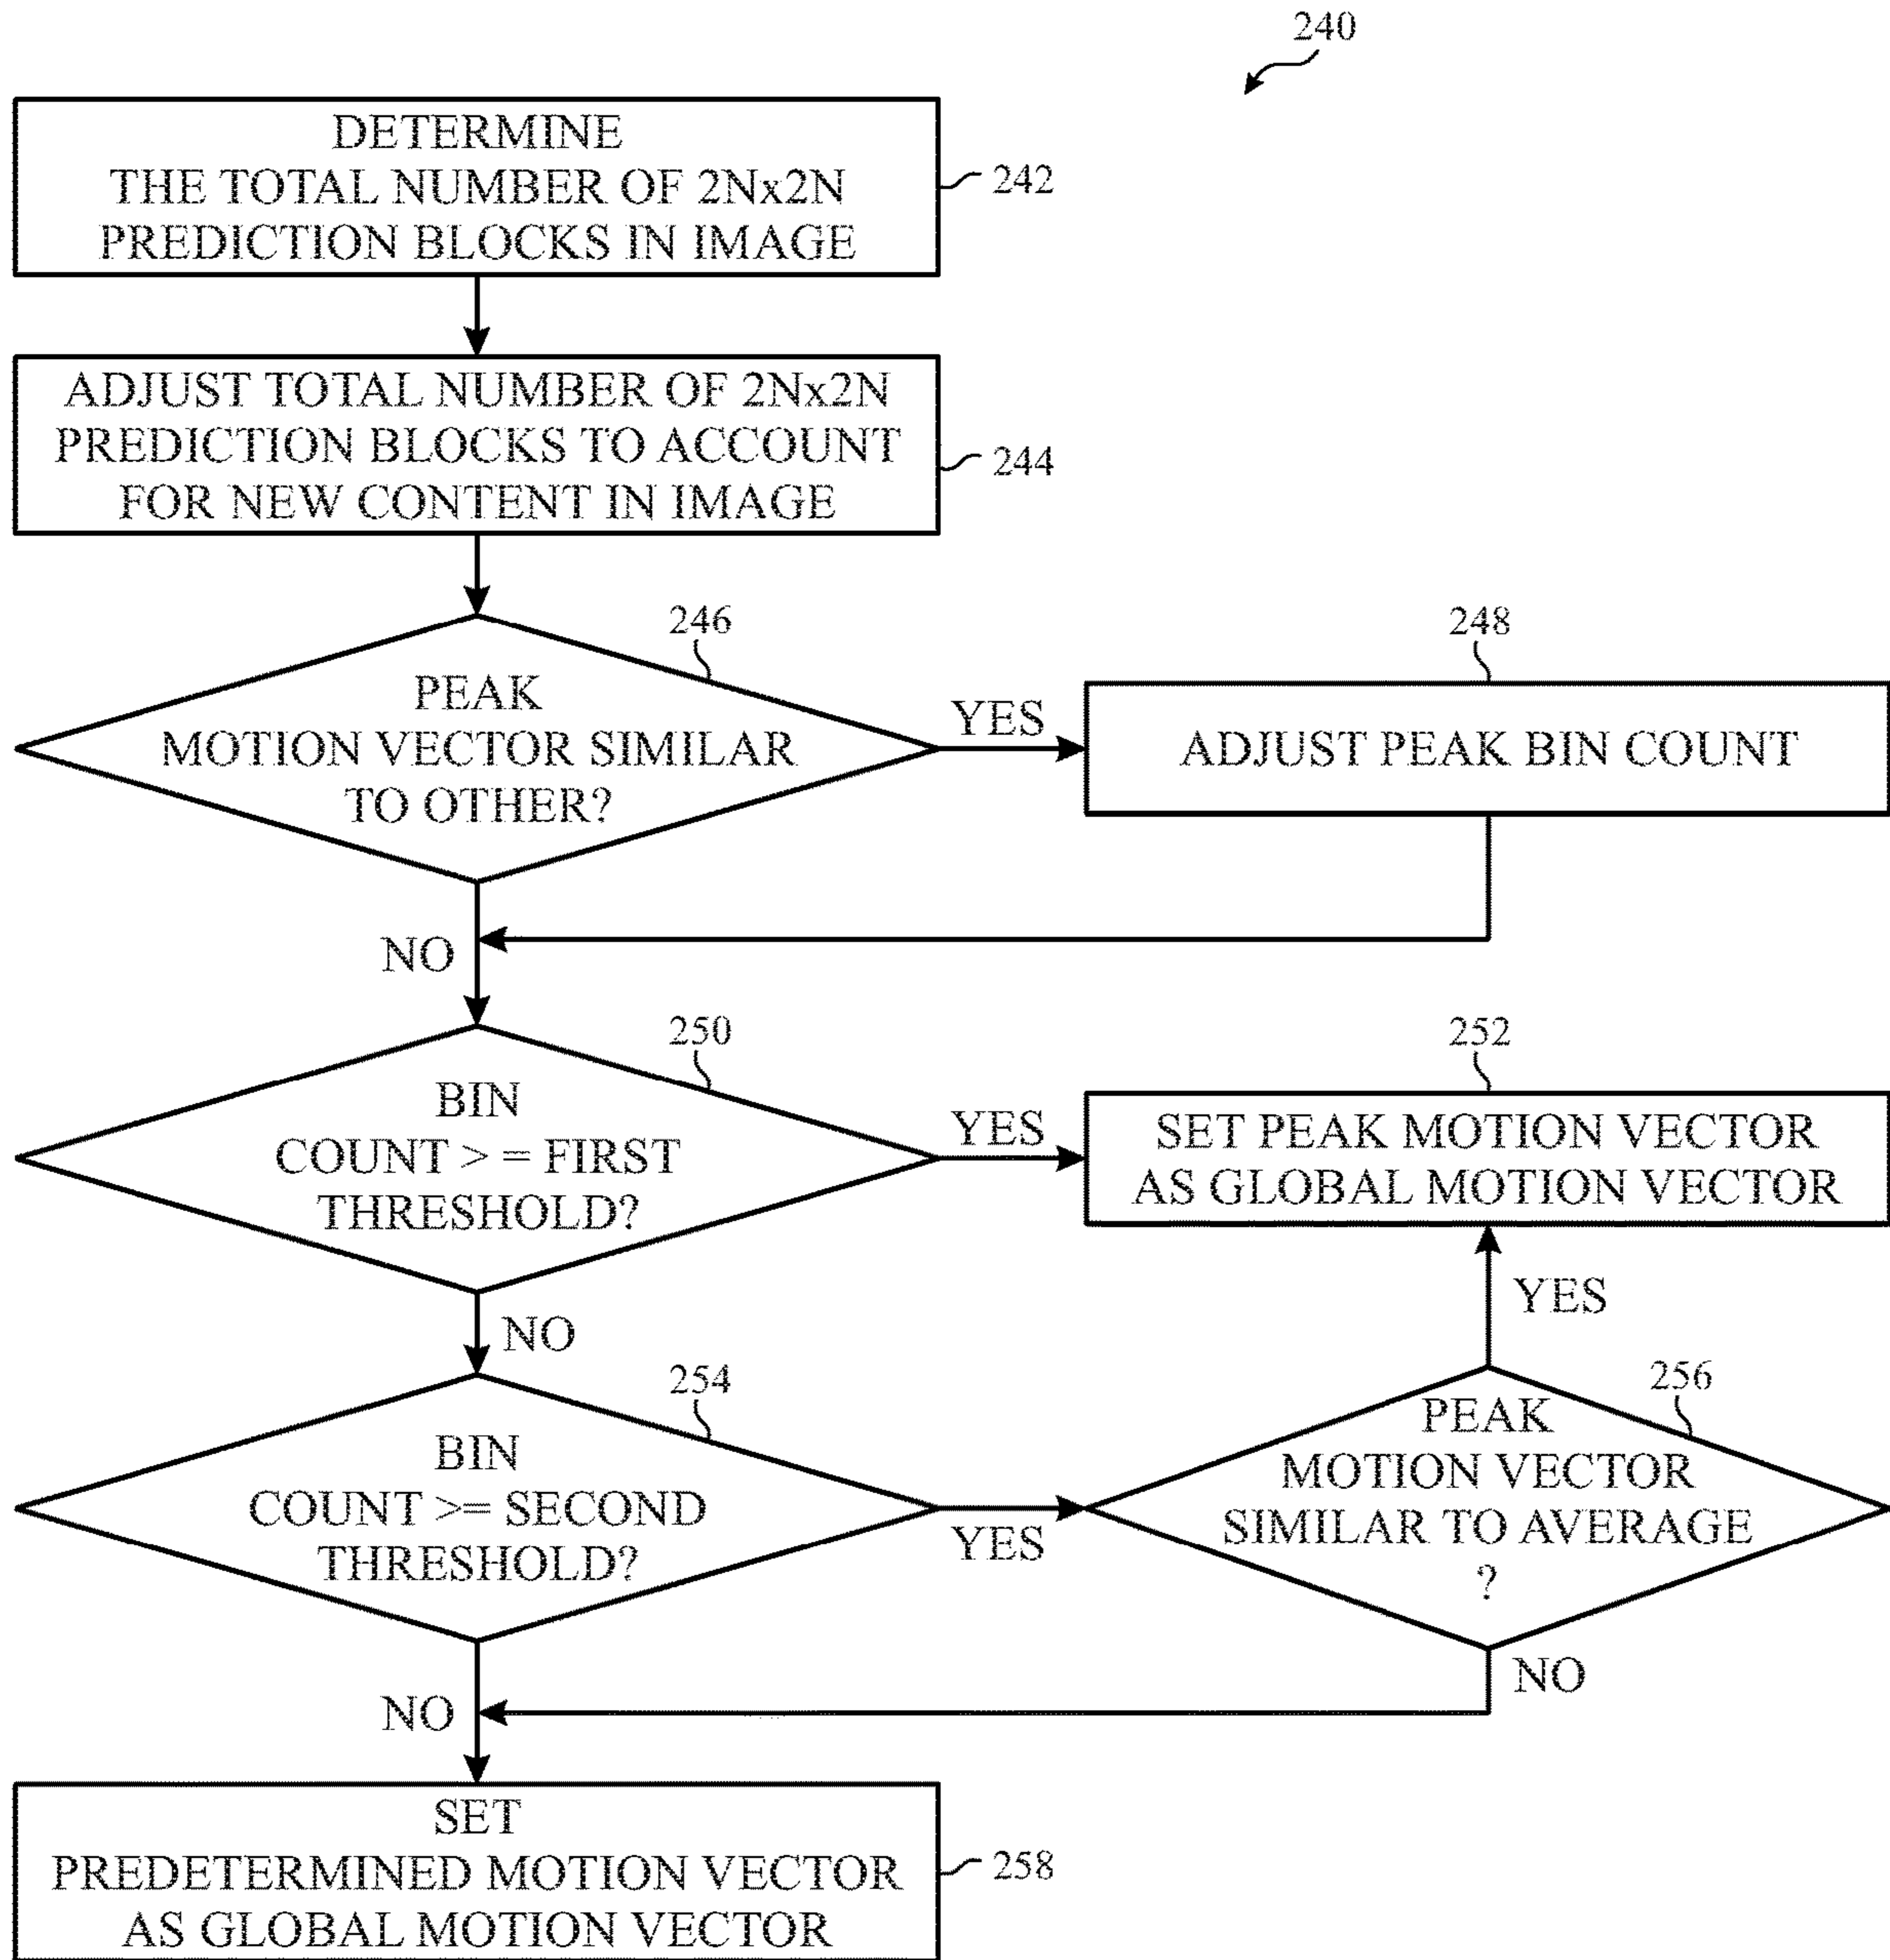 240
DETERMINE
THE TOTAL NUMBER OF 2Nx2N
PREDICTION BLOCKS IN IMAGE
242
ADJUST TOTAL NUMBER OF 2Nx2N
PREDICTION BLOCKS TO ACCOUNT
FOR NEW CONTENT IN IMAGE
244
246
PEAK
MOTION VECTOR SIMILAR
TO OTHER?
YES
248
ADJUST PEAK BIN COUNT
NO
250
BIN
COUNT > = FIRST
THRESHOLD?
YES
252
SET PEAK MOTION VECTOR
AS GLOBAL MOTION VECTOR
NO
YES
254
BIN
COUNT >= SECOND
THRESHOLD?
YES
256
PEAK
MOTION VECTOR
SIMILAR TO AVERAGE
?
NO
NO
SET
PREDETERMINED MOTION VECTOR
AS GLOBAL MOTION VECTOR
258